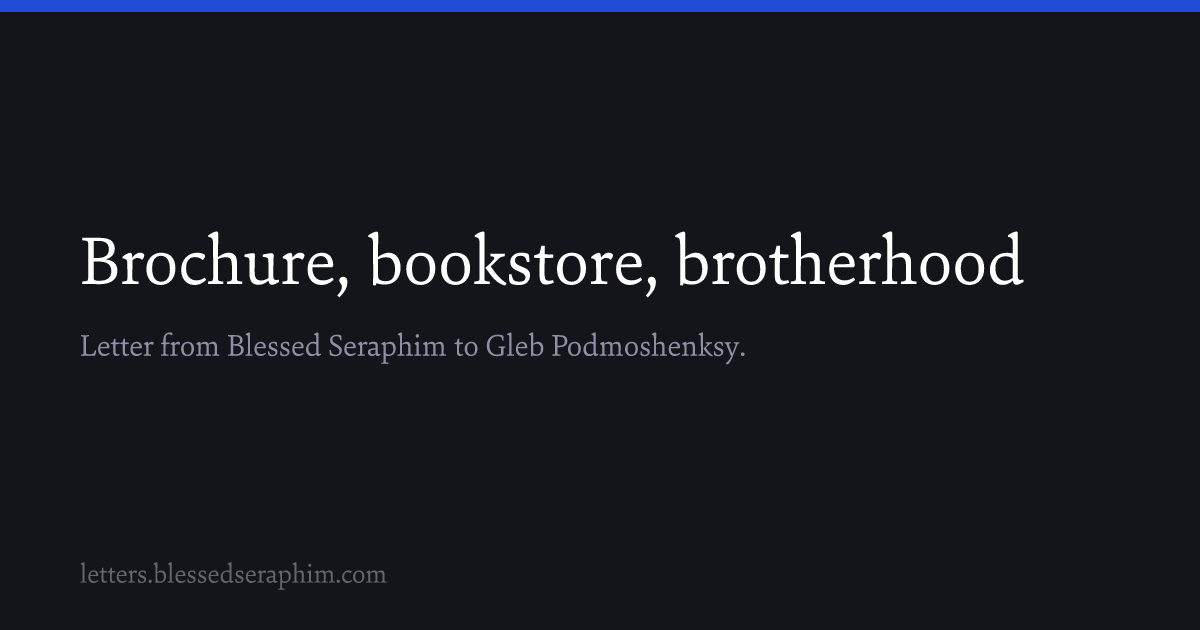 Brochure, bookstore, brotherhood
Letter from Blessed Seraphim to Gleb Podmoshenksy.
letters.blessedseraphim.com